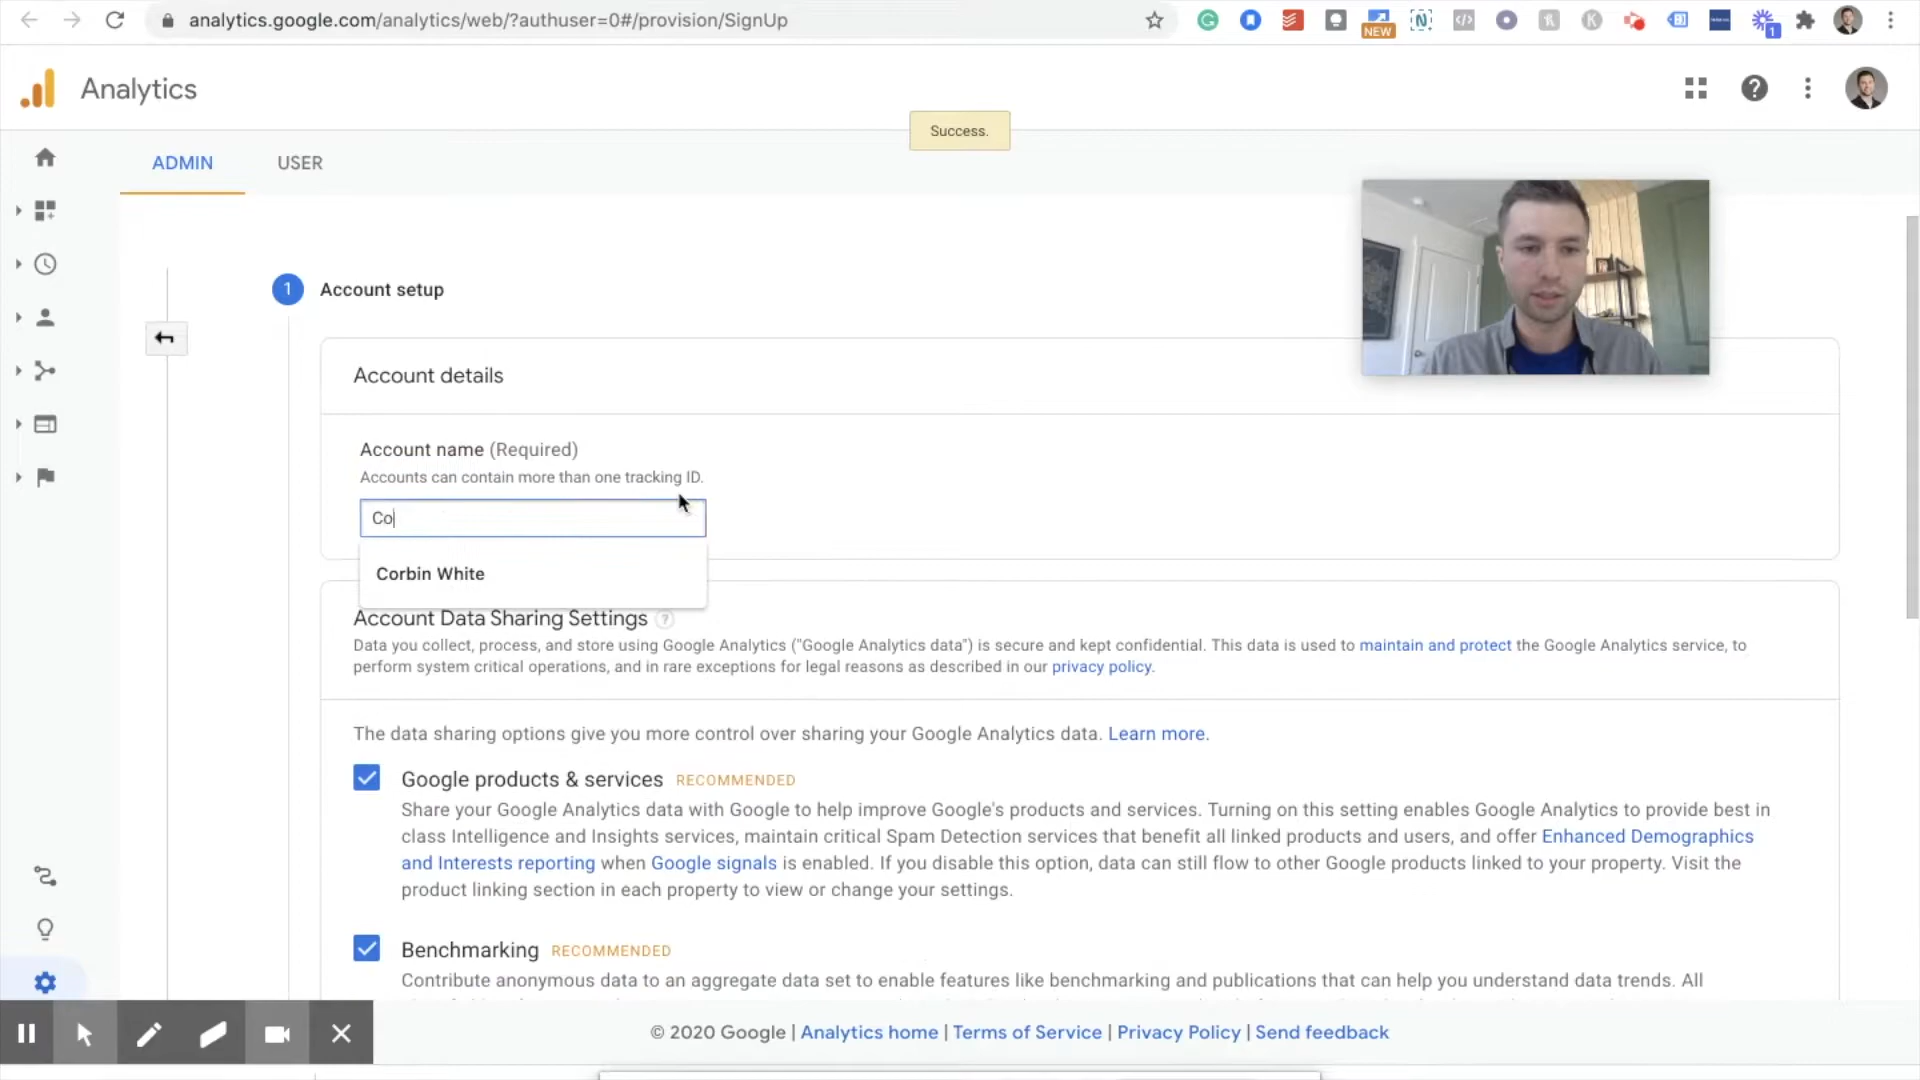 analytics.google.com/analytics/web/?authuser=0#/provision/SignUp
NEW
1
Analytics
Success.
ADMIN
USER
1
Account setup
Account details
Account name (Required)
Accounts can contain more than one tracking ID.
Co
Corbin White
Account Data Sharing Settings ?
Data you collect, process, and store using Google Analytics ("Google Analytics data") is secure and kept confidential. This data is used to maintain and protect the Google Analytics service, to
perform system critical operations, and in rare exceptions for legal reasons as described in our privacy policy.
The data sharing options give you more control over sharing your Google Analytics data. Learn more.
Google products & services RECOMMENDED
Share your Google Analytics data with Google to help improve Google's products and services. Turning on this setting enables Google Analytics to provide best in
class Intelligence and Insights services, maintain critical Spam Detection services that benefit all linked products and users, and offer Enhanced Demographics
and Interests reporting when Google signals is enabled. If you disable this option, data can still flow to other Google products linked to your property. Visit the
product linking section in each property to view or change your settings.
Benchmarking RECOMMENDED
Contribute anonymous data to an aggregate data set to enable features like benchmarking and publications that can help you understand data trends. All
© 2020 Google | Analytics home | Terms of Service | Privacy Policy | Send feedback